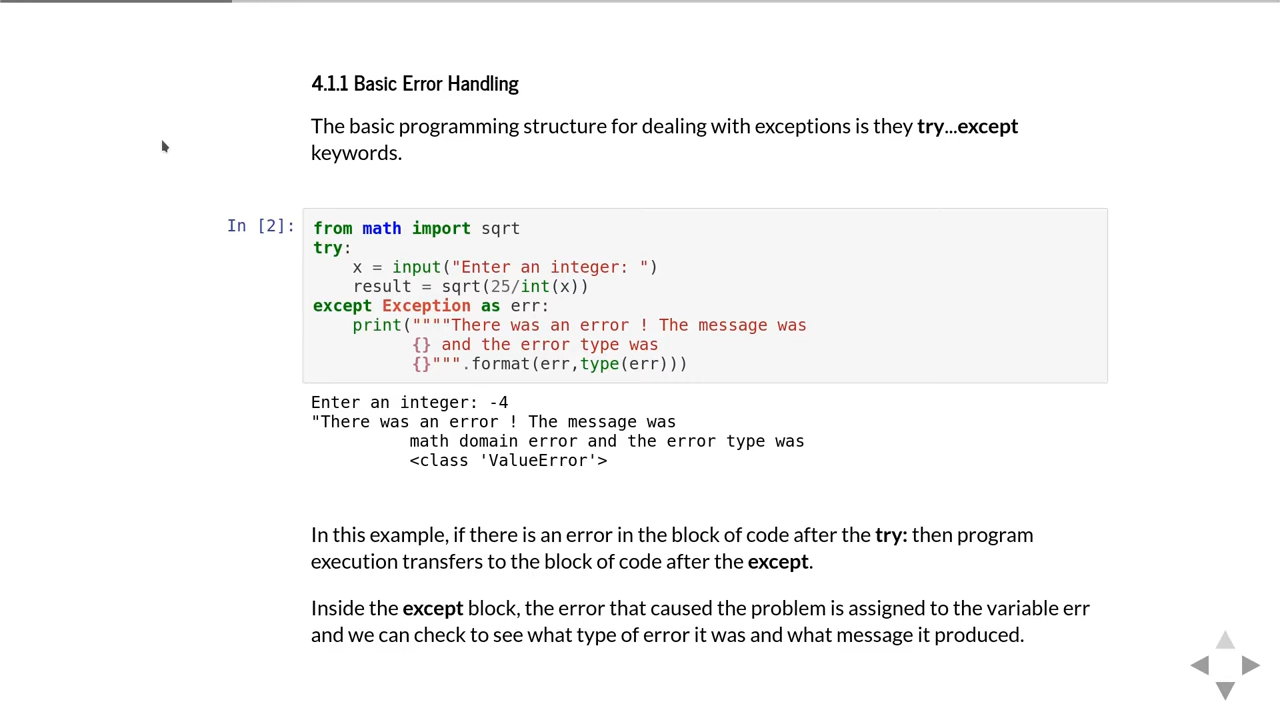 4.1.1 Basic Error Handling
The basic programming structure for dealing with exceptions is they try...except
keywords.
In [2]:
from math import sqrt
try:
    x = input("Enter an integer: ")
    result = sqrt(25/int(x))
except Exception as err:
    print(""""There was an error ! The message was
          {} and the error type was
          {}""".format(err,type(err)))
Enter an integer: -4
"There was an error ! The message was
          math domain error and the error type was
          <class 'ValueError'>
In this example, if there is an error in the block of code after the try: then program
execution transfers to the block of code after the except.
Inside the except block, the error that caused the problem is assigned to the variable err
and we can check to see what type of error it was and what message it produced.